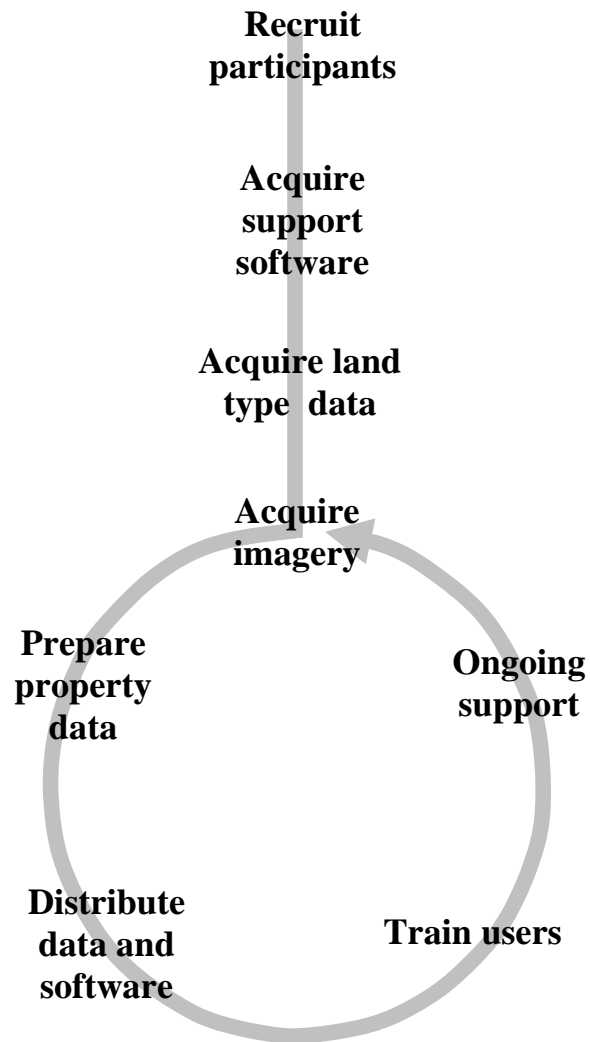 Recruit
participants
Acquire
support
software
Acquire land
type data
Acquire
imagery
Prepare
property
data
Distribute
data and
software
Train users
Ongoing
support